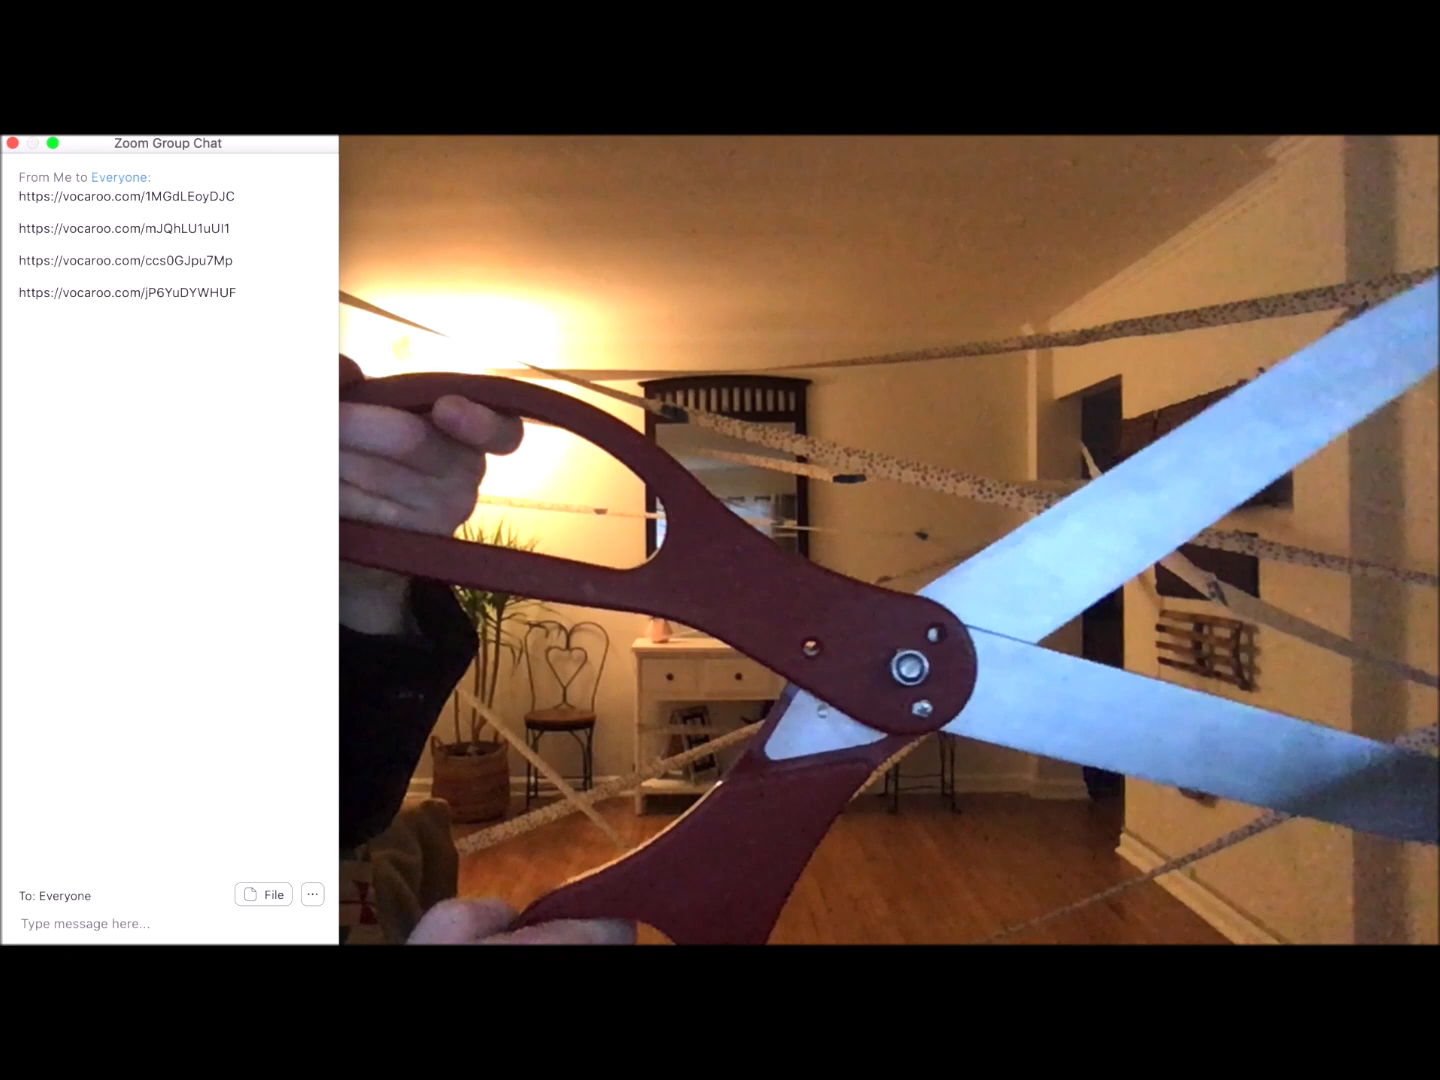 Zoom Group Chat
From Me to Everyone:
https://vocaroo.com/1MGdLEoyDJC
https://vocaroo.com/mJQhLU1uUI1
https://vocaroo.com/ccs0GJpu7Mp
https://vocaroo.com/jP6YuDYWHUF
To: Everyone
File
...
Type message here...